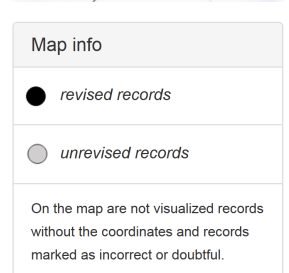 Map info
revised records
unrevised records
On the map are not visualized records
without the coordinates and records
marked as incorrect or doubtful.